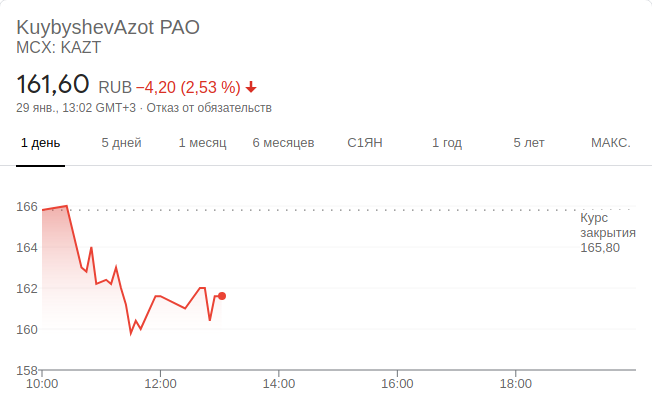 KuybyshevAzot PAO
MCX: KAZT
161,60 RUB −4,20 (2,53 %)
29 янв., 13:02 GMT+3 · Отказ от обязательств
1 день 5 дней 1 месяц 6 месяцев С1ЯН 1 год 5 лет МАКС.
166
Курс
закрытия
164 165,80
162
160
158
10:00 12:00 14:00 16:00 18:00